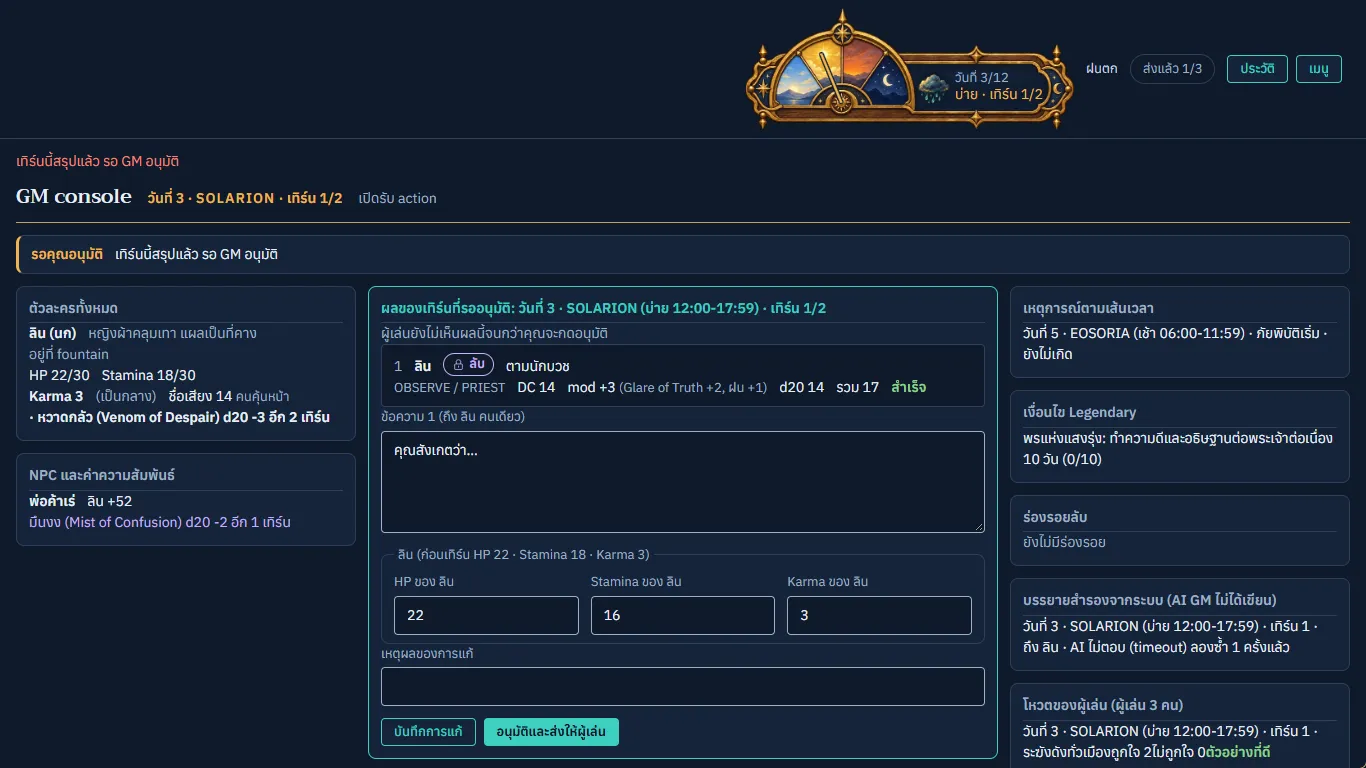 วันที่ 3/12
บ่าย · เทิร์น 1/2
ฝนตก
ส่งแล้ว 1/3
ประวัติ
เมนู
เทิร์นนี้สรุปแล้ว รอ GM อนุมัติ
GM console วันที่ 3 · SOLARION · เทิร์น 1/2 เปิดรับ action
รอคุณอนุมัติ เทิร์นนี้สรุปแล้ว รอ GM อนุมัติ
ตัวละครทั้งหมด
ลิน (นก) หญิงผ้าคลุมเทา แผลเป็นที่คาง
อยู่ที่ fountain
HP 22/30 Stamina 18/30
Karma 3 (เป็นกลาง) ชื่อเสียง 14 คนคุ้นหน้า
· หวาดกลัว (Venom of Despair) d20 -3 อีก 2 เทิร์น
NPC และค่าความสัมพันธ์
พ่อค้าเร่ ลิน +52
มึนงง (Mist of Confusion) d20 -2 อีก 1 เทิร์น
ผลของเทิร์นที่รออนุมัติ: วันที่ 3 · SOLARION (บ่าย 12:00-17:59) · เทิร์น 1/2
ผู้เล่นยังไม่เห็นผลนี้จนกว่าคุณจะกดอนุมัติ
1 ลิน ลับ ตามนักบวช
OBSERVE / PRIEST DC 14 mod +3 (Glare of Truth +2, ฝน +1) d20 14 รวม 17 สำเร็จ
ข้อความ 1 (ถึง ลิน คนเดียว)
คุณสังเกตว่า...
ลิน (ก่อนเทิร์น HP 22 · Stamina 18 · Karma 3)
HP ของ ลิน Stamina ของ ลิน Karma ของ ลิน
22 16 3
เหตุผลของการแก้
บันทึกการแก้ อนุมัติและส่งให้ผู้เล่น
เหตุการณ์ตามเส้นเวลา
วันที่ 5 · EOSORIA (เช้า 06:00-11:59) · ภัยพิบัติเริ่ม ·
ยังไม่เกิด
เงื่อนไข Legendary
พรแห่งแสงรุ่ง: ทำความดีและอธิษฐานต่อพระเจ้าต่อเนื่อง
10 วัน (0/10)
ร่องรอยลับ
ยังไม่มีร่องรอย
บรรยายสำรองจากระบบ (AI GM ไม่ได้เขียน)
วันที่ 3 · SOLARION (บ่าย 12:00-17:59) · เทิร์น 1 ·
ถึง ลิน · AI ไม่ตอบ (timeout) ลองซ้ำ 1 ครั้งแล้ว
โหวตของผู้เล่น (ผู้เล่น 3 คน)
วันที่ 3 · SOLARION (บ่าย 12:00-17:59) · เทิร์น 1 ·
ระฆังดังทั่วเมืองถูกใจ 2ไม่ถูกใจ 0ตัวอย่างที่ดี